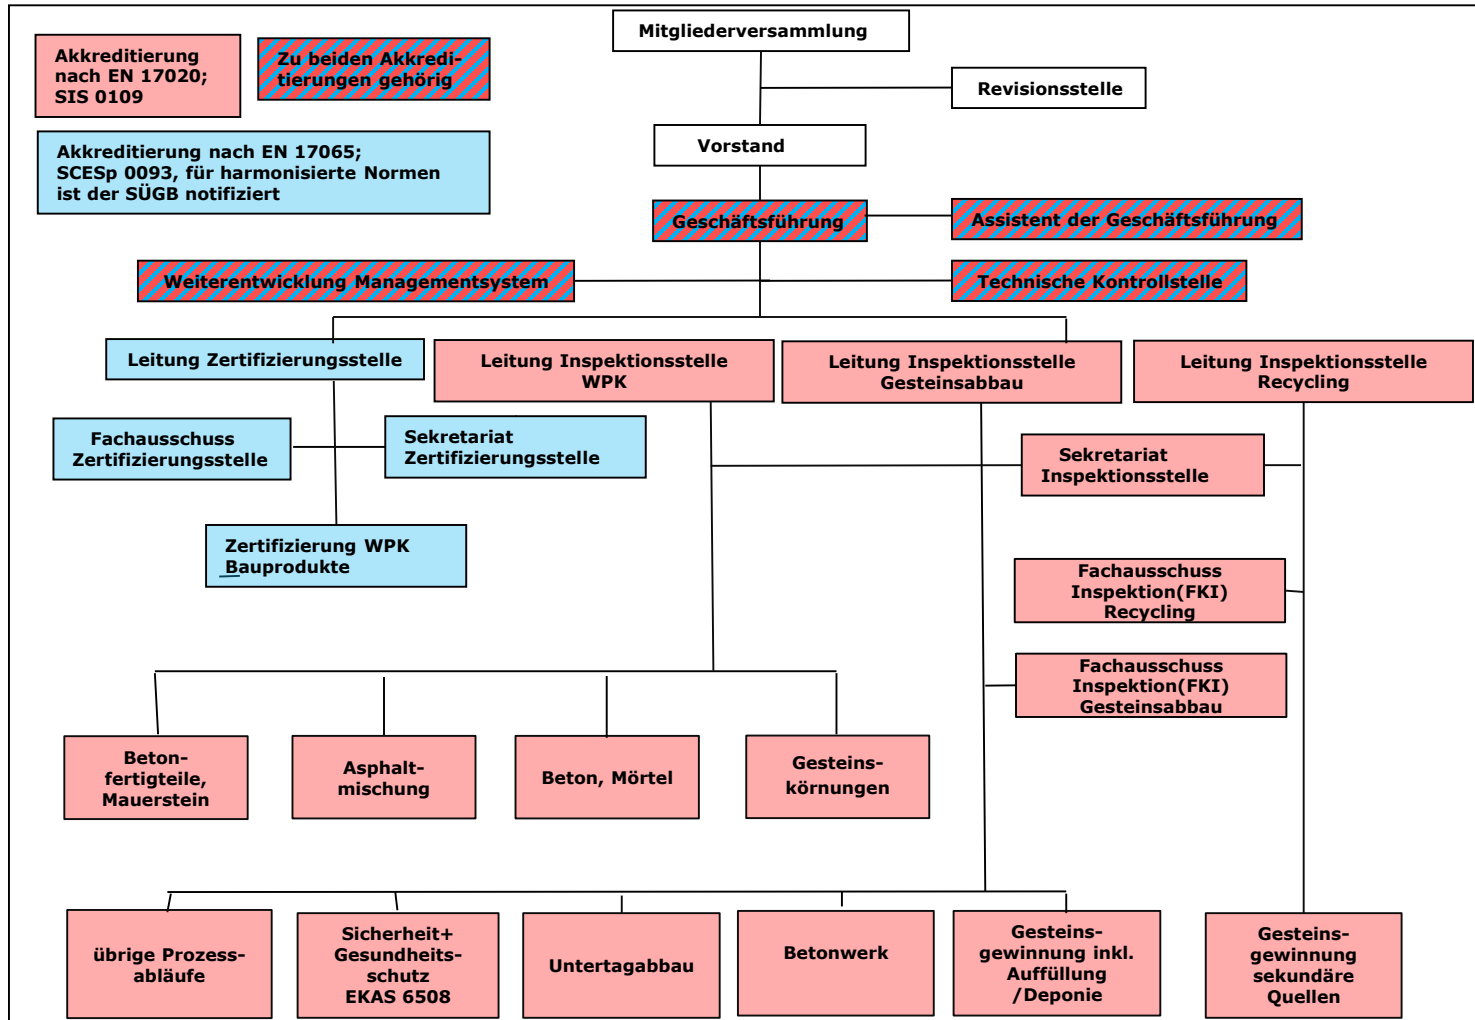 Mitgliederversammlung
Akkreditierung
nach EN 17020;
SIS 0109
Zu beiden Akkredi-
tierungen gehörig
Revisionsstelle
Vorstand
Akkreditierung nach EN 17065;
SCESp 0093, für harmonisierte Normen
ist der SÜGB notifiziert
Geschäftsführung
Assistent der Geschäftsführung
Weiterentwicklung Managementsystem
Technische Kontrollstelle
Leitung Zertifizierungsstelle
Leitung Inspektionsstelle
WPK
Leitung Inspektionsstelle
Gesteinsabbau
Leitung Inspektionsstelle
Recycling
Fachausschuss
Zertifizierungsstelle
Sekretariat
Zertifizierungsstelle
Sekretariat
Inspektionsstelle
Zertifizierung WPK
Bauprodukte
Fachausschuss
Inspektion(FKI)
Recycling
Fachausschuss
Inspektion(FKI)
Gesteinsabbau
Beton-
fertigteile,
Mauerstein
Asphalt-
mischung
Beton, Mörtel
Gesteins-
körnungen
übrige Prozess-
abläufe
Sicherheit+
Gesundheits-
schutz
EKAS 6508
Untertagabbau
Betonwerk
Gesteins-
gewinnung inkl.
Auffüllung
/Deponie
Gesteins-
gewinnung
sekundäre
Quellen